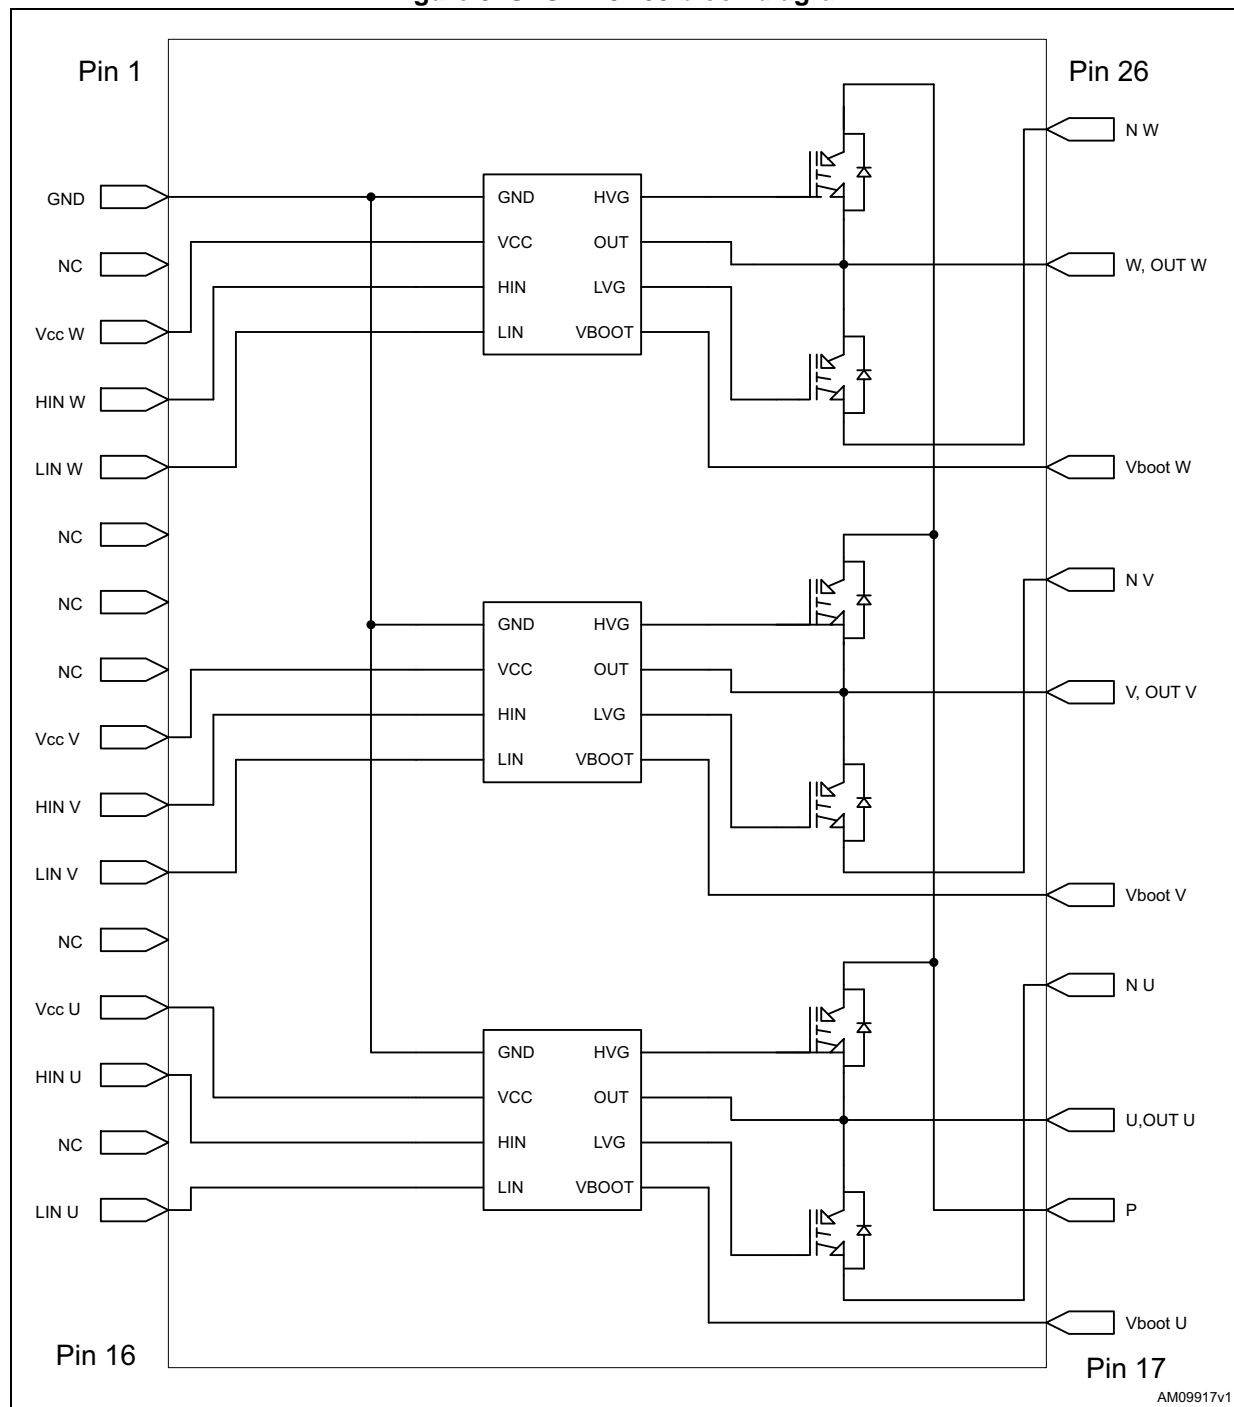 Pin 1
Pin 26
N W
GND
GND HVG
VCC OUT
NC
W, OUT W
HIN LVG
Vcc W
LIN VBOOT
HIN W
LIN W
Vboot W
NC
N V
NC
GND HVG
NC
VCC OUT
V, OUT V
HIN LVG
Vcc V
LIN VBOOT
HIN V
LIN V
Vboot V
NC
N U
Vcc U
GND HVG
HIN U
VCC OUT
U,OUT U
NC
HIN LVG
LIN VBOOT
LIN U
P
Vboot U
Pin 16
Pin 17
AM09917v1